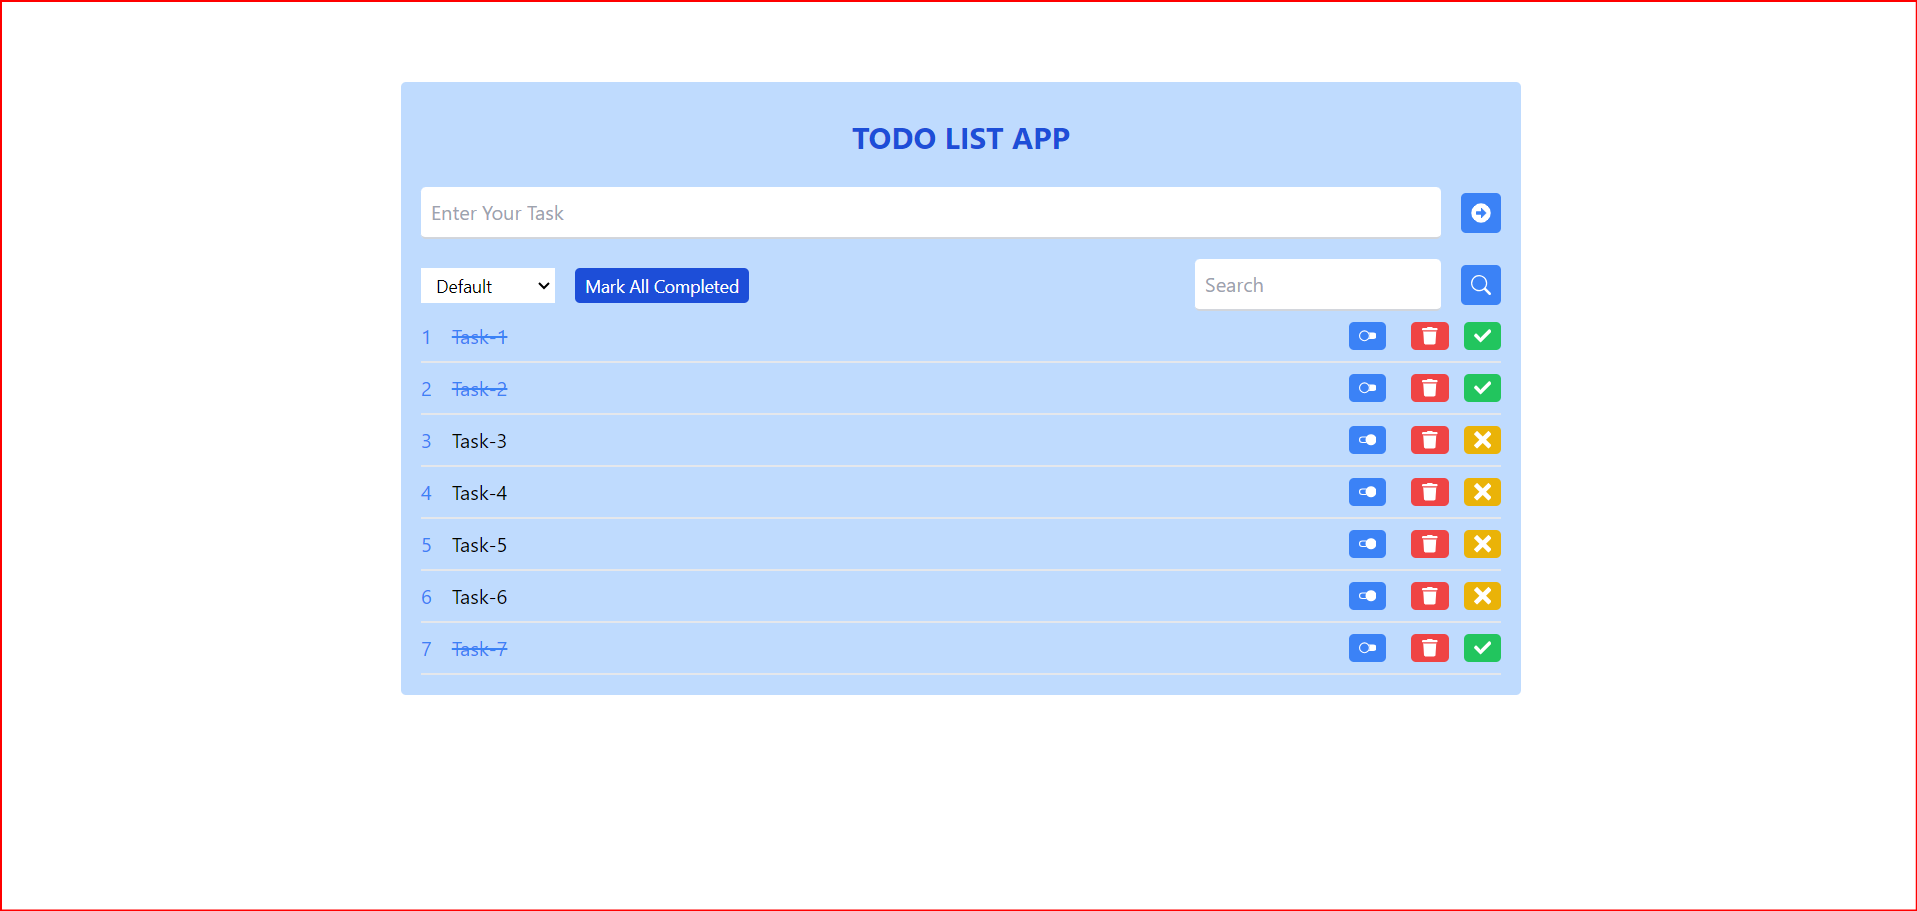 TODO LIST APP
Enter Your Task
Default Mark All Completed Search
1 Task-1
2 Task-2
3 Task-3
4 Task-4
5 Task-5
6 Task-6
7 Task-7